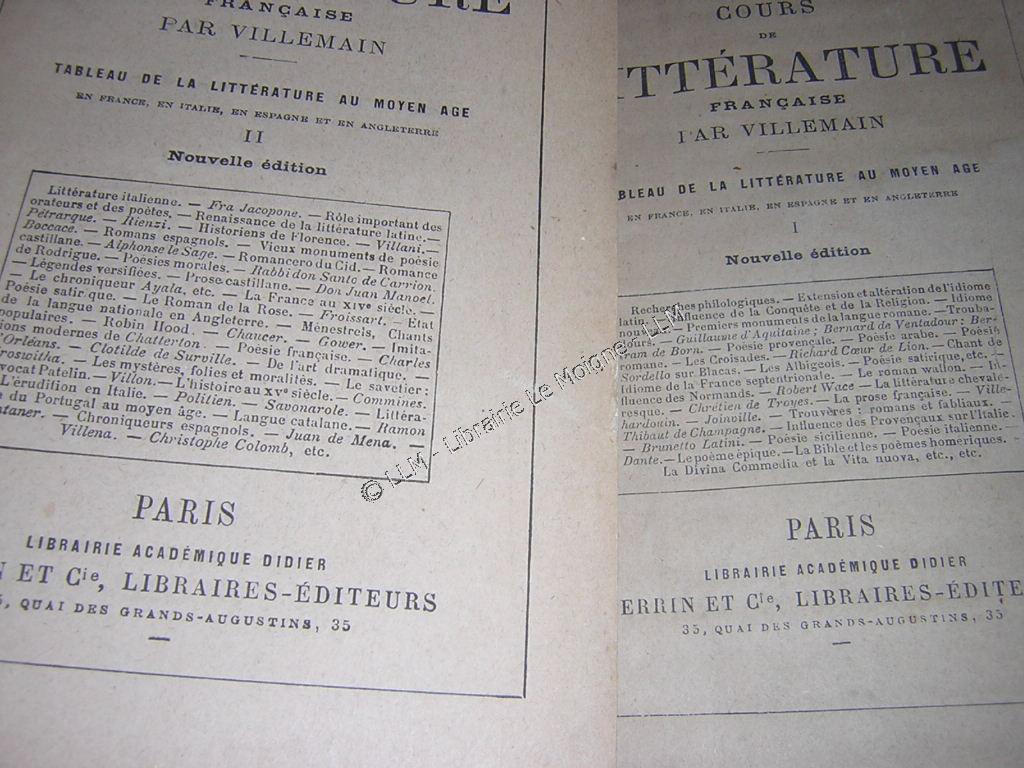 FRANÇAISE
PAR VILLEMAIN
TABLEAU DE LA LITTÉRATURE AU MOYEN AGE
EN FRANCE, EN ITALIE, EN ESPAGNE ET EN ANGLETERRE
II
Nouvelle édition
Littérature italienne. — Fra Jacopone. — Rôle important des
orateurs et des poètes. — Renaissance de la littérature latine. —
Pétrarque. — Rienzi. — Historiens de Florence. — Villani. —
Boccace. — Romans espagnols. — Vieux monuments de poésie
castillane. — Alphonse le Sage. — Romancero du Cid. — Romance
de Rodrigue. — Poésies morales. — Rabbi don Santo de Carrion.
— Légendes versifiées. — Prose castillane. — Don Juan Manoel.
— Le chroniqueur Ayala, etc. — La France au XIVe siècle. —
Poésie satirique. — Le Roman de la Rose. — Froissart. — État
de la langue nationale en Angleterre. — Ménestrels, Chants
populaires. — Robin Hood. — Chaucer. — Gower. — Imita-
ions modernes de Chatterton. — Poésie française. — Charles
d'Orléans. — Clotilde de Surville. — De l'art dramatique. —
roswitha. — Les mystères, folies et moralités. — Le savetier;
vocat Patelin. — Villon. — L'histoire au XVe siècle. — Commines.
L'érudition en Italie. — Politien. — Savonarole. — Littéra-
e du Portugal au moyen âge. — Langue catalane. — Ramon
ntaner. — Chroniqueurs espagnols. — Juan de Mena. —
Villena. — Christophe Colomb, etc.
PARIS
LIBRAIRIE ACADÉMIQUE DIDIER
N ET Cie, LIBRAIRES-ÉDITEURS
5, QUAI DES GRANDS-AUGUSTINS, 35
COURS
DE
ITTÉRATURE
FRANÇAISE
PAR VILLEMAIN
BLEAU DE LA LITTÉRATURE AU MOYEN AGE
EN FRANCE, EN ITALIE, EN ESPAGNE ET EN ANGLETERRE
I
Nouvelle édition
Recherches philologiques. — Extension et altération de l'idiome
latin. — Influence de la Conquête et de la Religion. — Idiome
roman. — Premiers monuments de la langue romane. — Trouba-
dours. — Guillaume d'Aquitaine; Bernard de Ventadour; Ber-
tram de Born. — Poésie provençale. — Poésie arabe. — Poésie
romane. — Les Croisades. — Richard Cœur de Lion. — Chant de
Sordello sur Blacas. — Les Albigeois. — Poésie satirique, etc. —
Idiome de la France septentrionale. — Le roman wallon. — In-
fluence des Normands. — Robert Wace — La littérature chevale-
resque. — Chrétien de Troyes. — La prose française. — Ville-
hardouin. — Joinville. — Trouvères: romans et fabliaux. —
Thibaut de Champagne. — Influence des Provençaux sur l'Italie.
— Brunetto Latini. — Poésie sicilienne. — Poésie italienne. —
Dante. — Le poème épique. — La Bible et les poèmes homériques.
La Divina Commedia et la Vita nuova, etc., etc.
PARIS
LIBRAIRIE ACADÉMIQUE DIDIER
ERRIN ET Cie, LIBRAIRES-ÉDITE
35, QUAI DES GRANDS-AUGUSTINS, 35
© LLM - Librairie Le Moigne - LLM